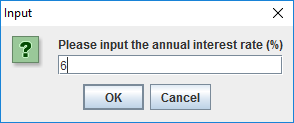 Input
Please input the annual interest rate (%)
6
OK Cancel